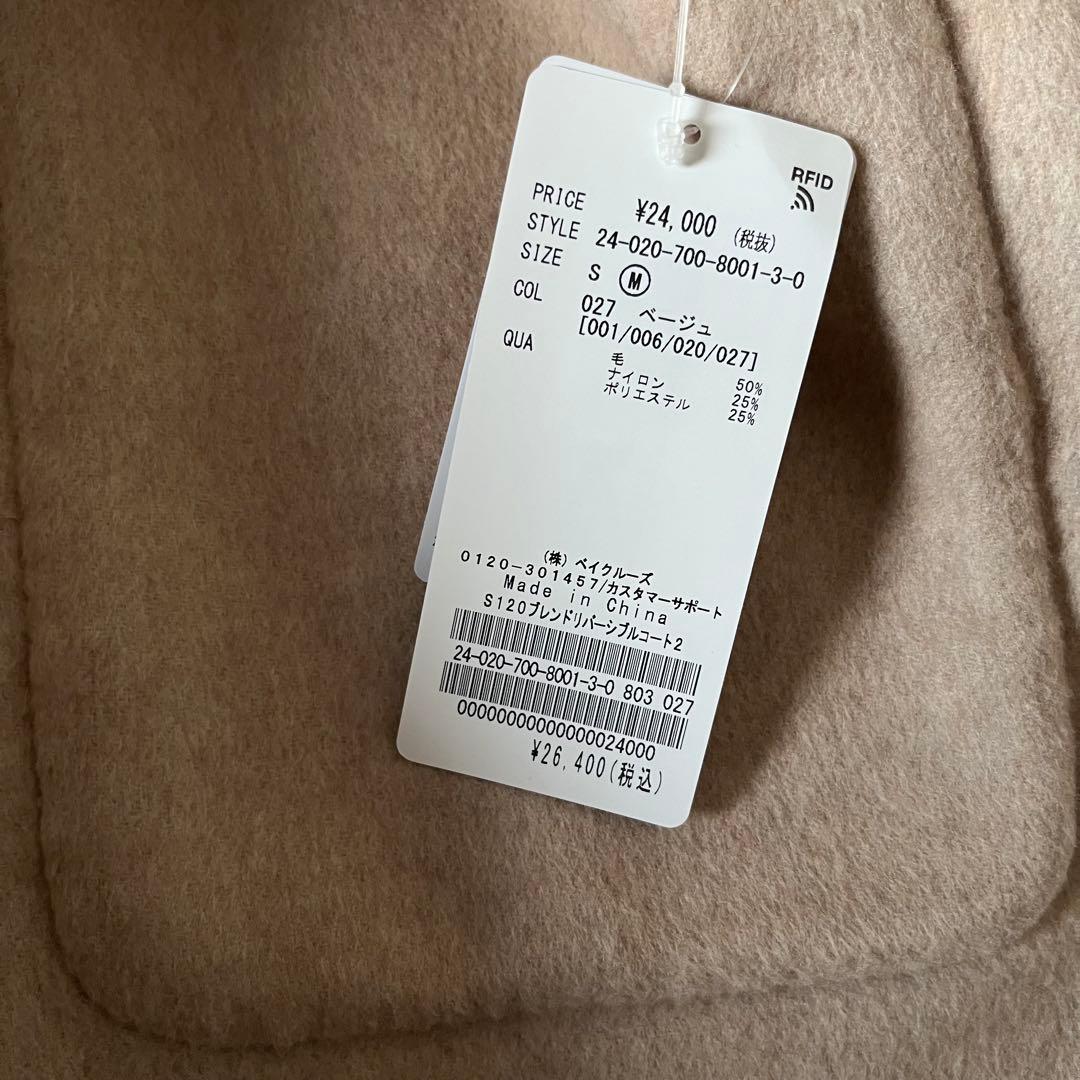 RFID
PRICE ¥24,000 (税抜)
STYLE 24-020-700-8001-3-0
SIZE S Ⓜ
COL 027 ベージュ
[001/006/020/027]
QUA 毛 50%
ナイロン 25%
ポリエステル 25%
(株) ベイクルーズ
0120-301457/カスタマーサポート
Made in China
S120ブレンドリバーシブルコート2
24-020-700-8001-3-0 803 027
0000000000000000024000
¥26,400(税込)